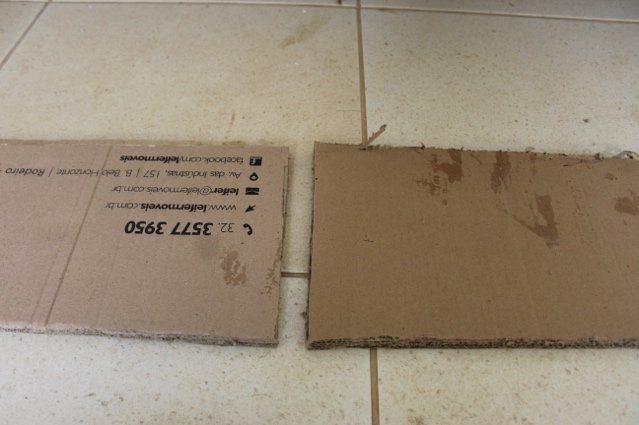 32. 3577 3950
www.leifermoveis.com.br
leifer@leifermoveis.com.br
Av. das Industrias, 157 | B. Belo Horizonte | Rodeiro -
facebook.com/leifermoveis